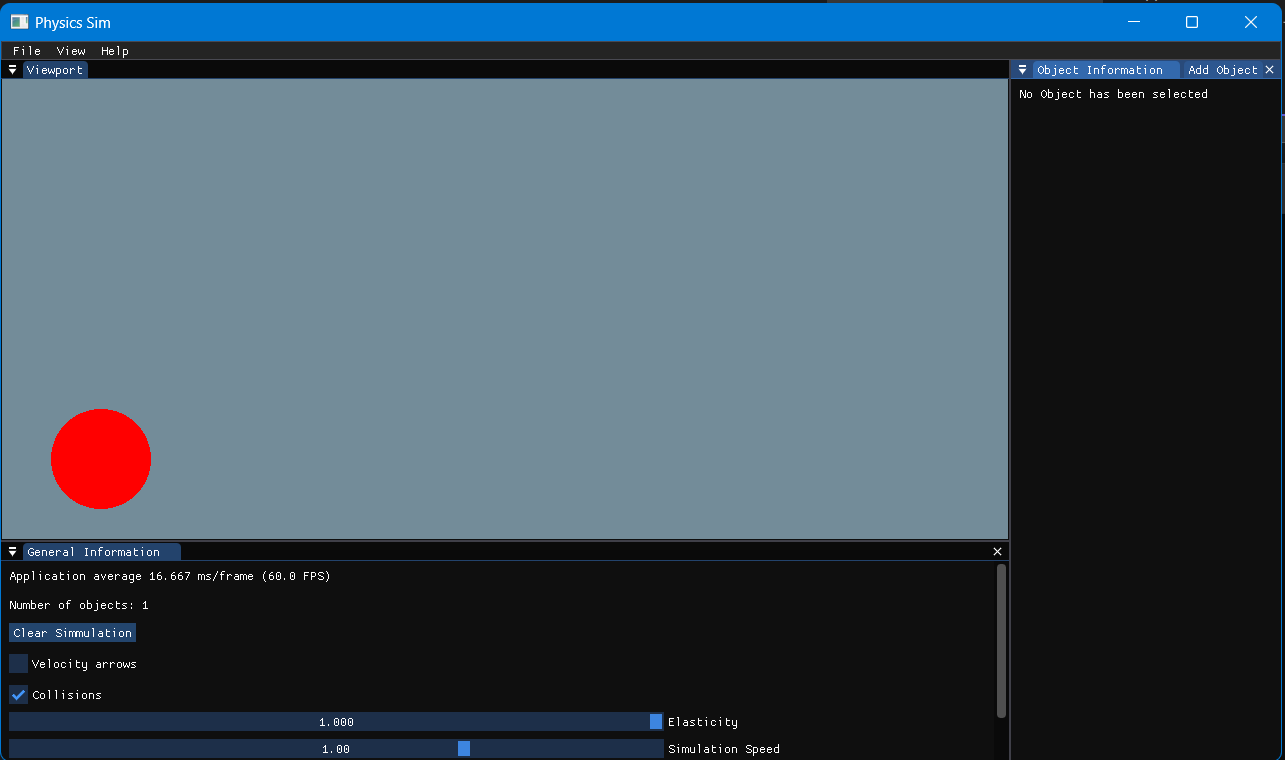 Physics Sim
File View Help
Viewport
Object Information Add Object
No Object has been selected
General Information
Application average 16.667 ms/frame (60.0 FPS)
Number of objects: 1
Clear Simmulation
Velocity arrows
Collisions
1.000 Elasticity
1.00 Simulation Speed